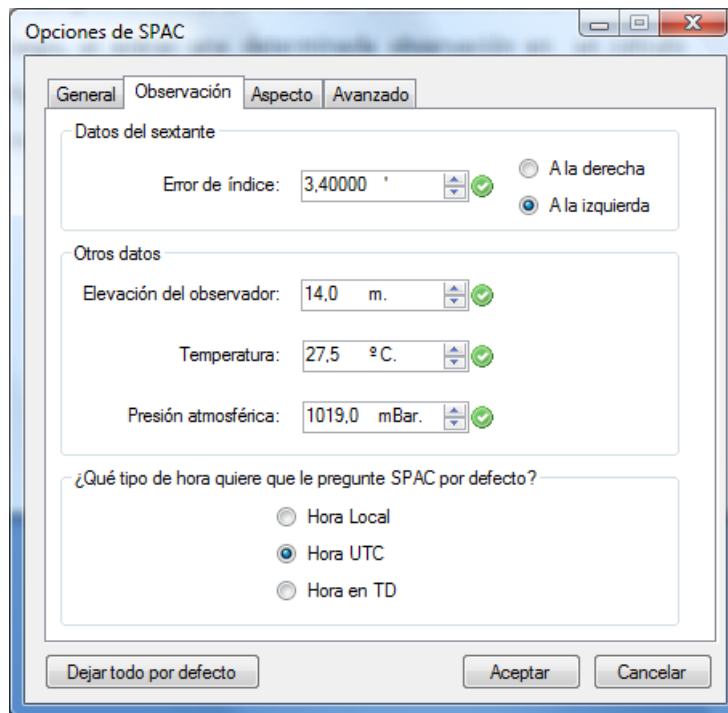 Opciones de SPAC
General Observación Aspecto Avanzado
Datos del sextante
Error de índice: 3,40000 '
A la derecha
A la izquierda
Otros datos
Elevación del observador: 14,0 m.
Temperatura: 27,5 ºC.
Presión atmosférica: 1019,0 mBar.
¿Qué tipo de hora quiere que le pregunte SPAC por defecto?
Hora Local
Hora UTC
Hora en TD
Dejar todo por defecto Aceptar Cancelar